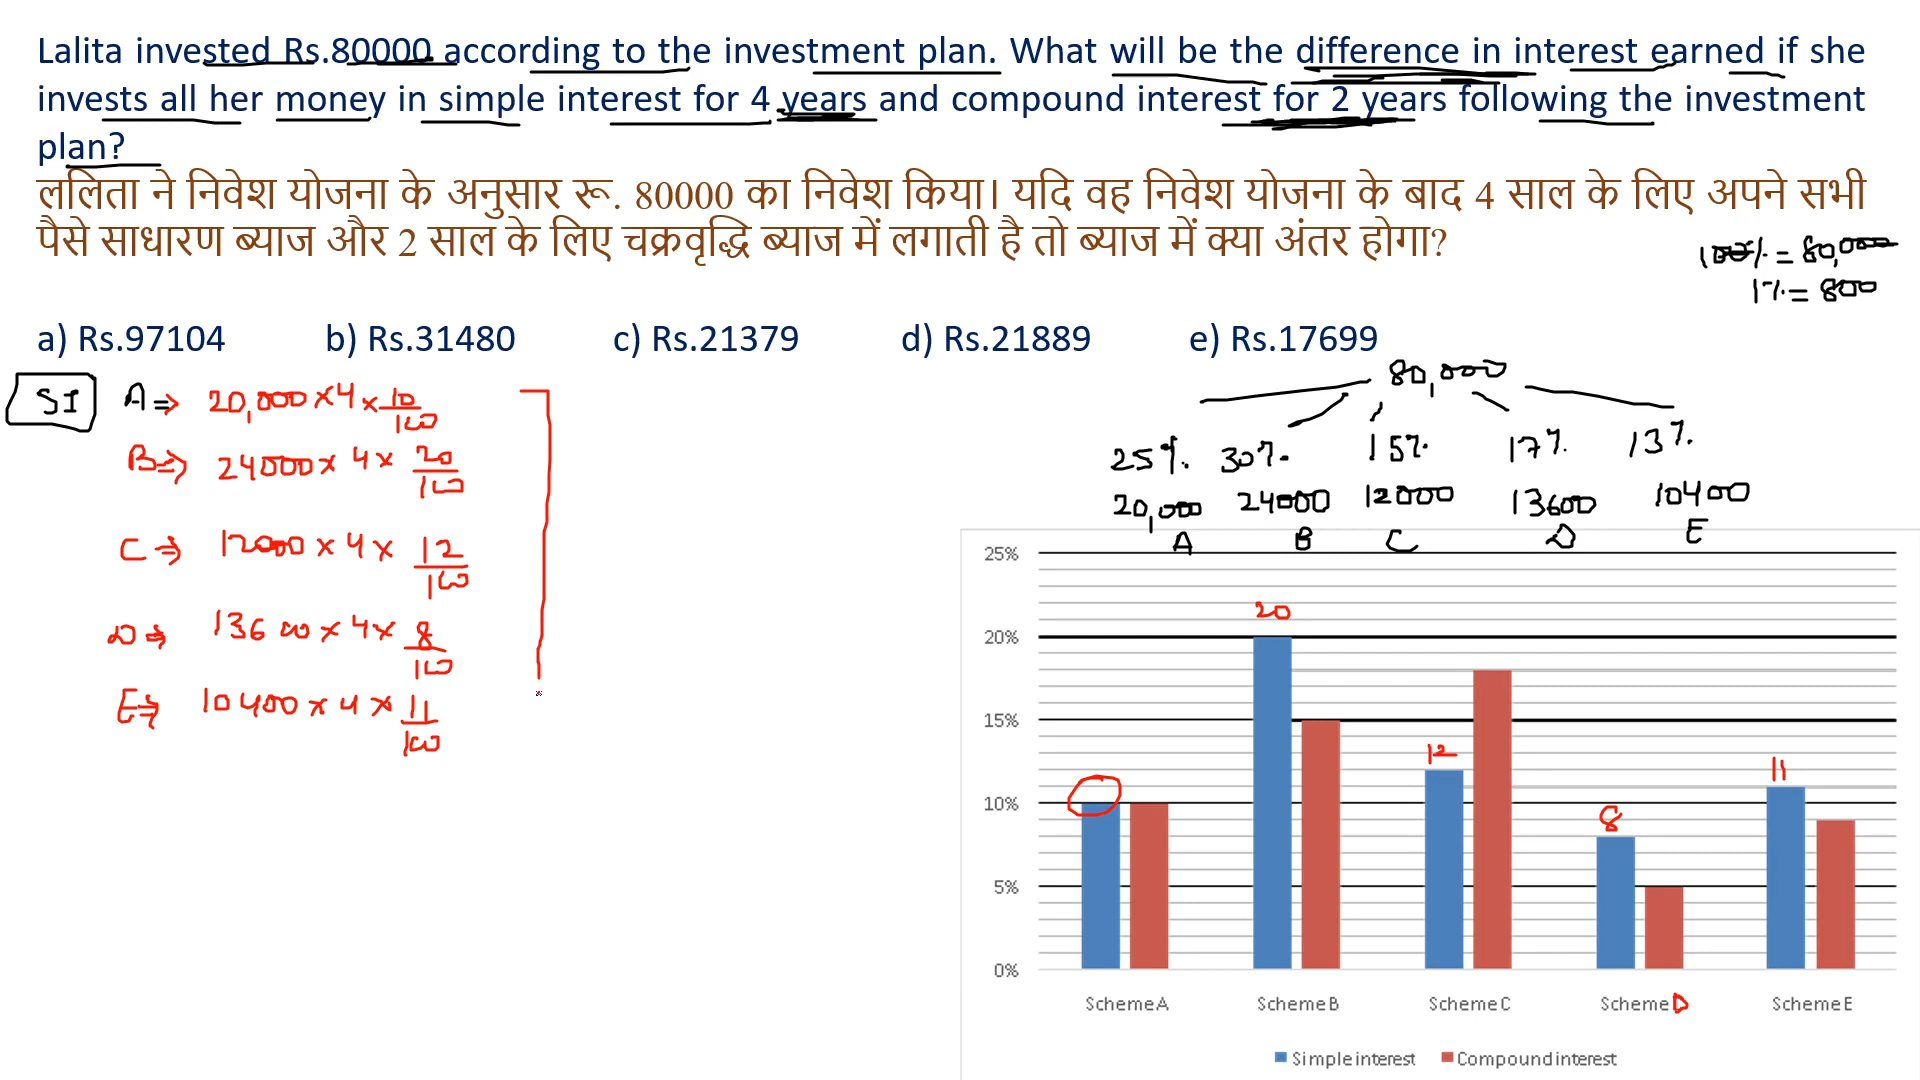 Lalita invested Rs.80000 according to the investment plan. What will be the difference in interest earned if she
invests all her money in simple interest for 4 years and compound interest for 2 years following the investment
plan?
ललिता ने निवेश योजना के अनुसार रू. 80000 का निवेश किया। यदि वह निवेश योजना के बाद 4 साल के लिए अपने सभी
पैसे साधारण ब्याज और 2 साल के लिए चक्रवृद्धि ब्याज में लगाती है तो ब्याज में क्या अंतर होगा?
100% = 80,000
1% = 800
a) Rs.97104 b) Rs.31480 c) Rs.21379 d) Rs.21889 e) Rs.17699
SI A => 20,000 x 4 x 10/100
B => 24000 x 4 x 20/100
C => 12000 x 4 x 12/100
D => 13600 x 4 x 8/100
E => 10400 x 4 x 11/100
80,000
25% 30% 15% 17% 13%
20,000 24000 12000 13600 10400
A B C D E
25%
20%
15%
10%
5%
0%
20
12
8
11
Scheme A Scheme B Scheme C Scheme D Scheme E
Simple interest Compound interest